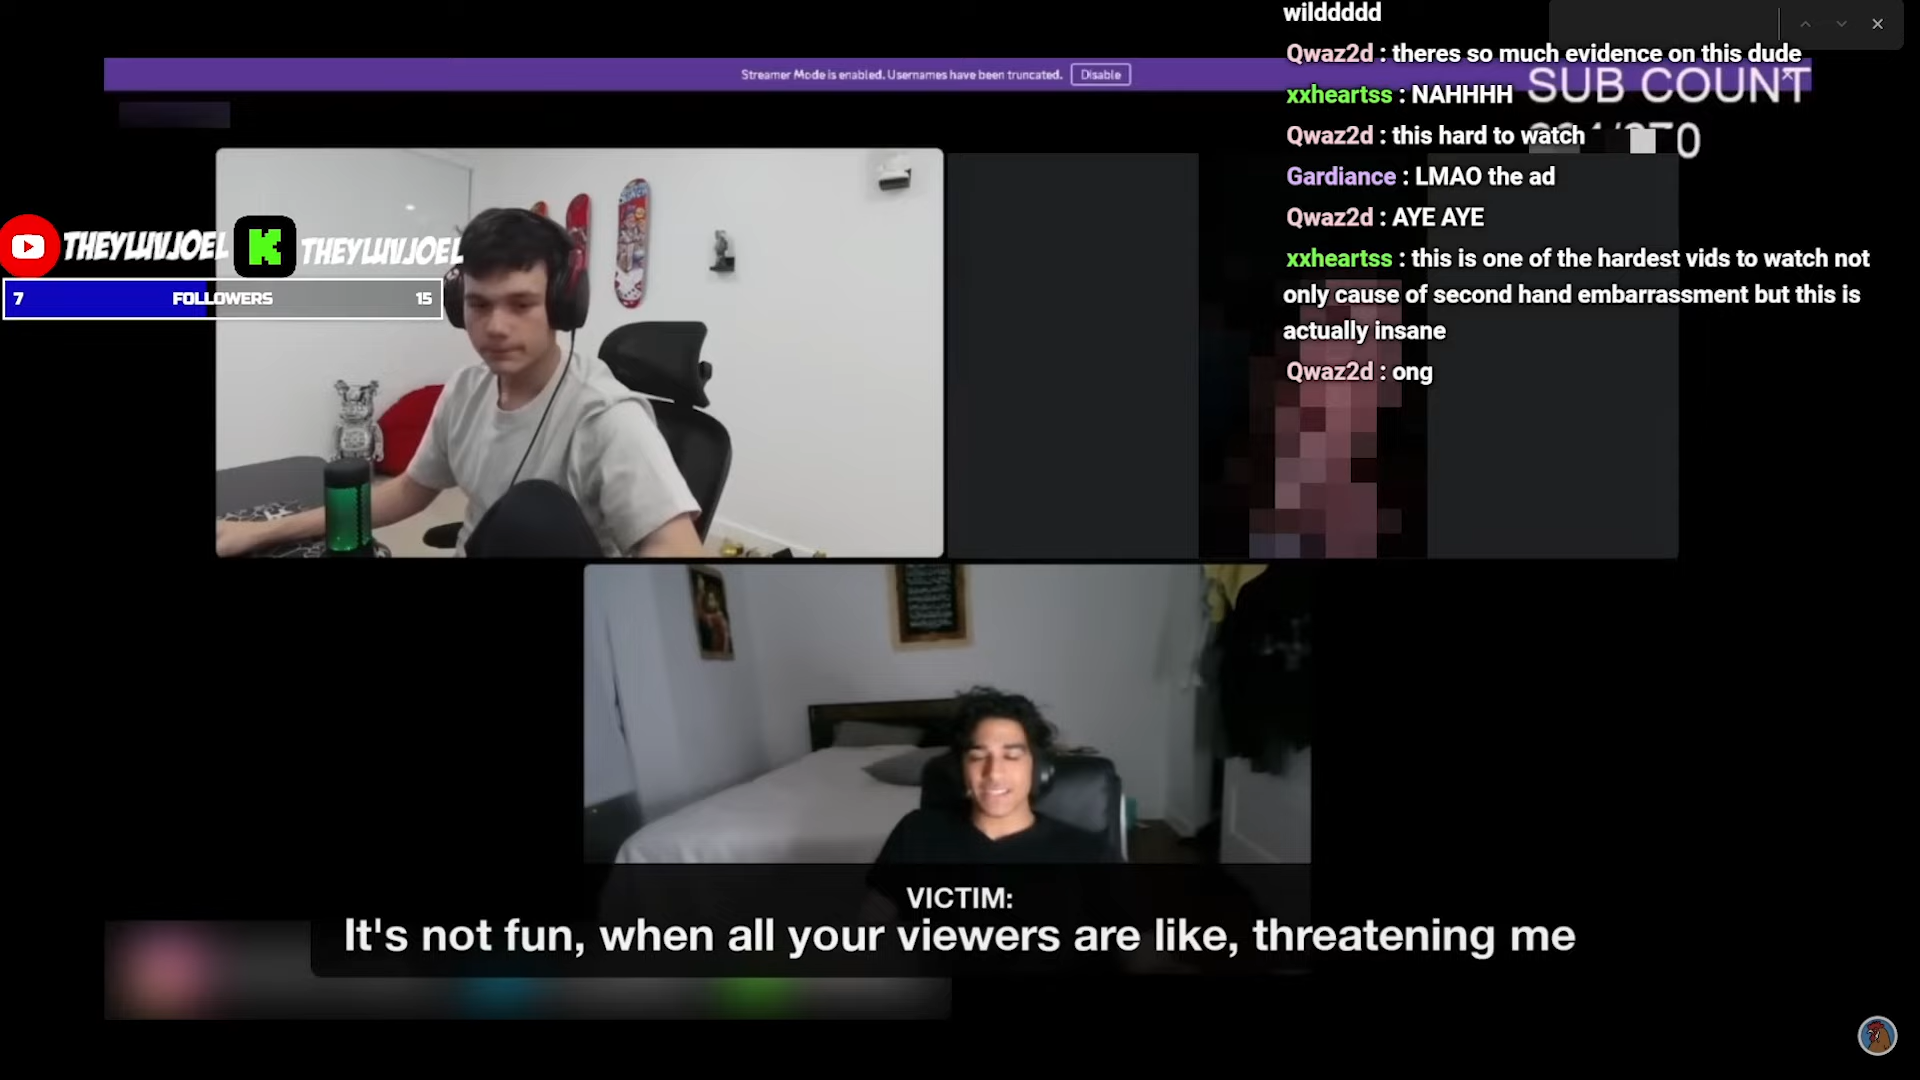 wilddddd
Qwaz2d : theres so much evidence on this dude
Streamer Mode is enabled. Usernames have been truncated. Disable
SUB COUNT
xxheartss : NAHHHH
Qwaz2d : this hard to watch
Gardiance : LMAO the ad
Qwaz2d : AYE AYE
THEYLUVJOEL THEYLUVJOEL
xxheartss : this is one of the hardest vids to watch not
only cause of second hand embarrassment but this is
actually insane
7 FOLLOWERS 15
Qwaz2d : ong
VICTIM:
It's not fun, when all your viewers are like, threatening me